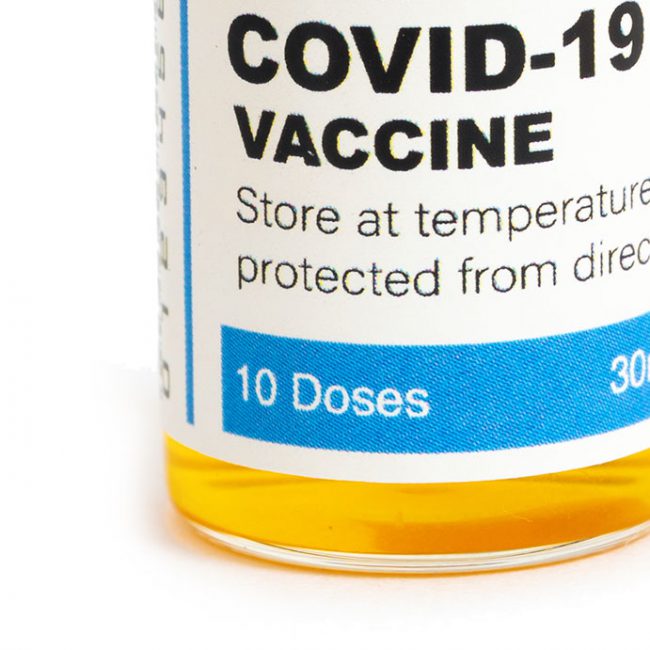 COVID-19
VACCINE
Store at temperature
protected from direc
10 Doses
30